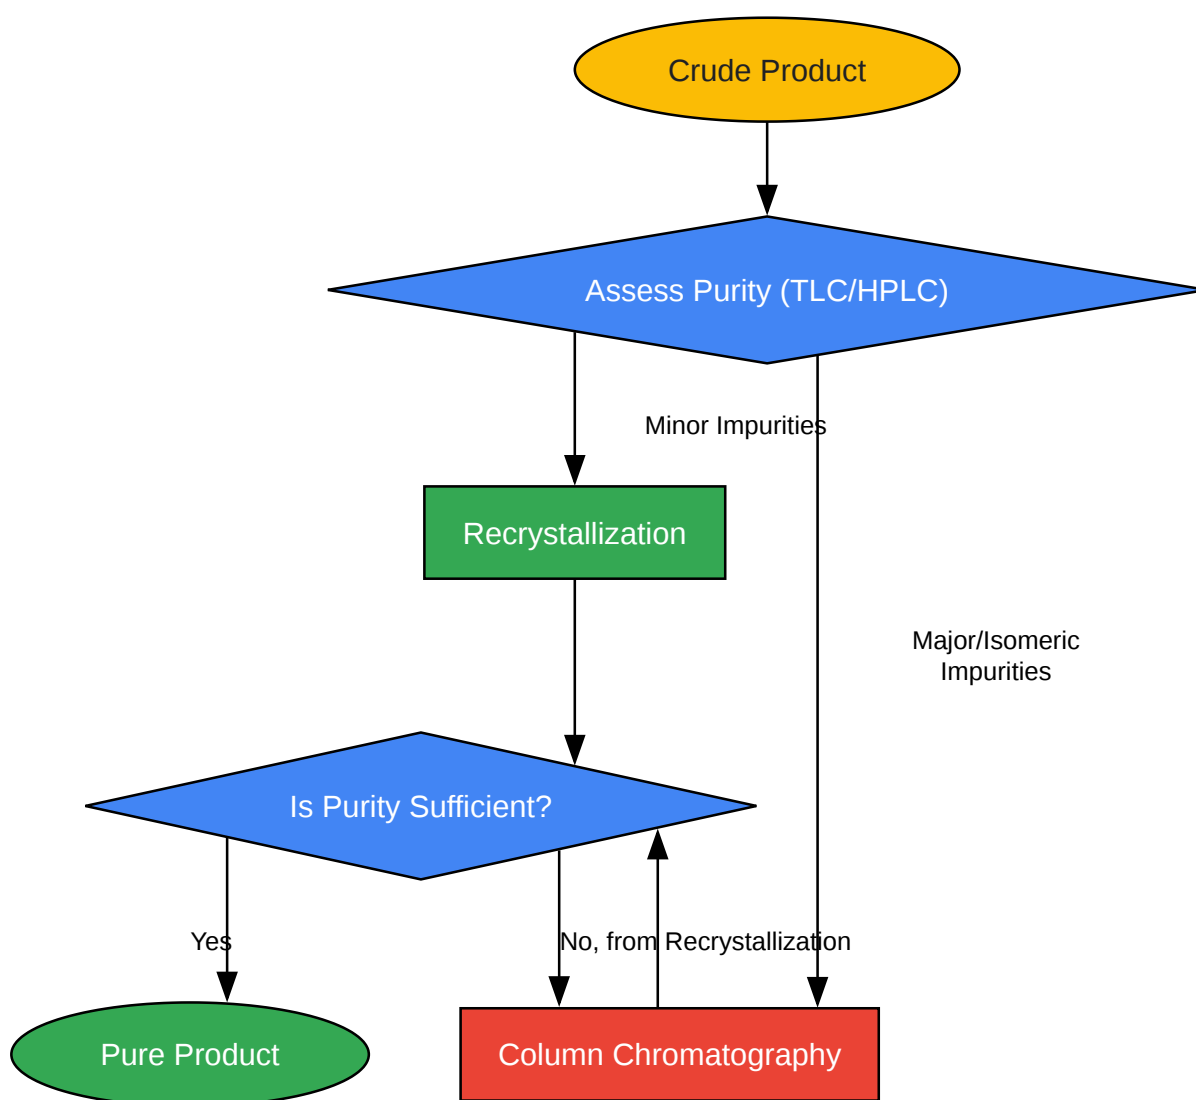 Crude Product
Assess Purity (TLC/HPLC)
Minor Impurities
Recrystallization
Major/Isomeric
Impurities
Is Purity Sufficient?
Yes
No, from Recrystallization
Pure Product
Column Chromatography